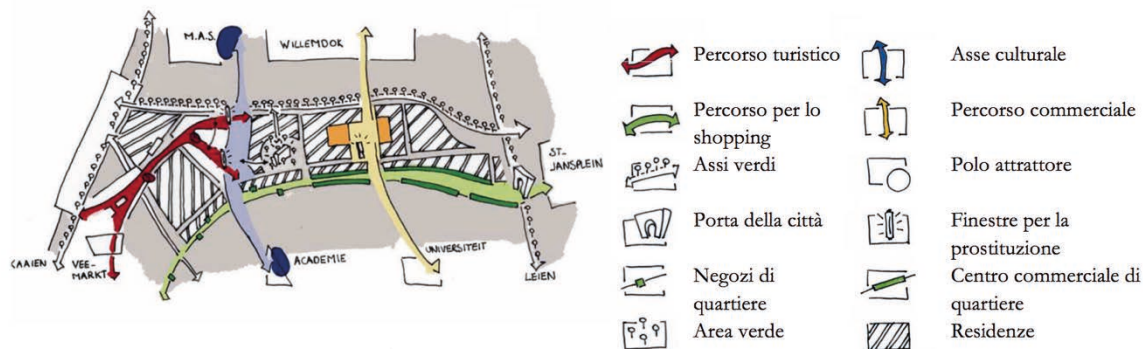 M.A.S.
WILLEMDOK
ST-
JANSPLEIN
KAAIEN
VEE-
MARKT
ACADEMIE
UNIVERSITEIT
LEIEN
Percorso turistico
Percorso per lo
shopping
Assi verdi
Porta della città
Negozi di
quartiere
Area verde
Asse culturale
Percorso commerciale
Polo attrattore
Finestre per la
prostituzione
Centro commerciale di
quartiere
Residenze